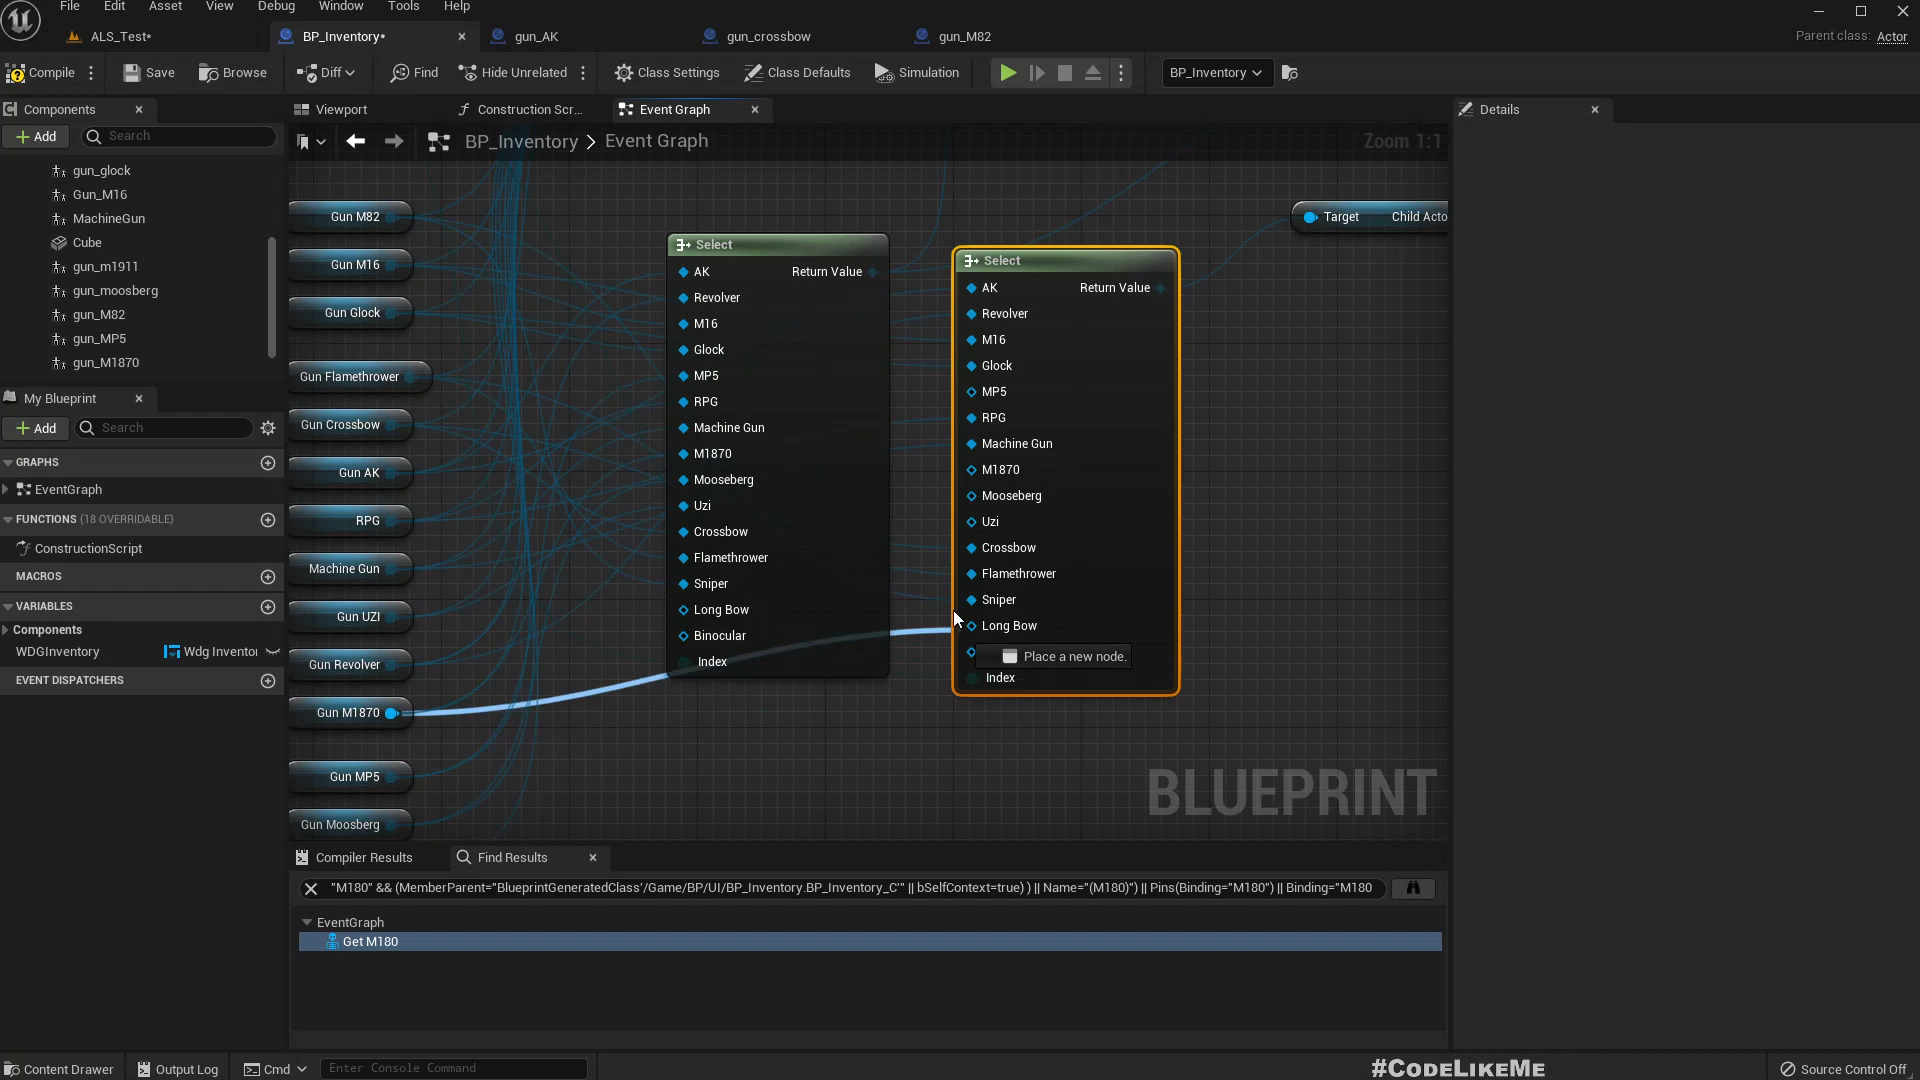 File Edit Asset View Window Debug Tools Help
ALS_Test* BP_Inventory* gun_AK gun_crossbow gun_M82 Parent class: Actor
Compile Save Browse Diff Find Hide Unrelated Class Settings Class Defaults Simulation BP_Inventory
Components Viewport Construction Scr... Event Graph Details
Add Search BP_Inventory > Event Graph Zoom 1:1
gun_glock
Gun_M16
MachineGun
Cube
gun_m1911
gun_moosberg
gun_M82
gun_MP5
gun_M1870
My Blueprint
Add Search
GRAPHS
EventGraph
FUNCTIONS (18 OVERRIDABLE)
ConstructionScript
MACROS
VARIABLES
Components
WDGInventory Wdg Inventor
EVENT DISPATCHERS
Gun M82
Gun M16
Gun Glock
Gun Flamethrower
Gun Crossbow
Gun AK
RPG
Machine Gun
Gun UZI
Gun Revolver
Gun M1870
Gun MP5
Gun Moosberg
Select
AK Return Value
Revolver
M16
Glock
MP5
RPG
Machine Gun
M1870
Mooseberg
Uzi
Crossbow
Flamethrower
Sniper
Long Bow
Binocular
Index
Select
AK Return Value
Revolver
M16
Glock
MP5
RPG
Machine Gun
M1870
Mooseberg
Uzi
Crossbow
Flamethrower
Sniper
Long Bow
Place a new node.
Index
Target Child Acto
BLUEPRINT
Compiler Results Find Results
"M180" && (MemberParent="BlueprintGeneratedClass'/Game/BP/UI/BP_Inventory.BP_Inventory_C'" || bSelfContext=true) ) || Name="(M180)") || Pins(Binding="M180") || Binding="M180
EventGraph
Get M180
Content Drawer Output Log Cmd Enter Console Command #CODELIKEME Source Control Off